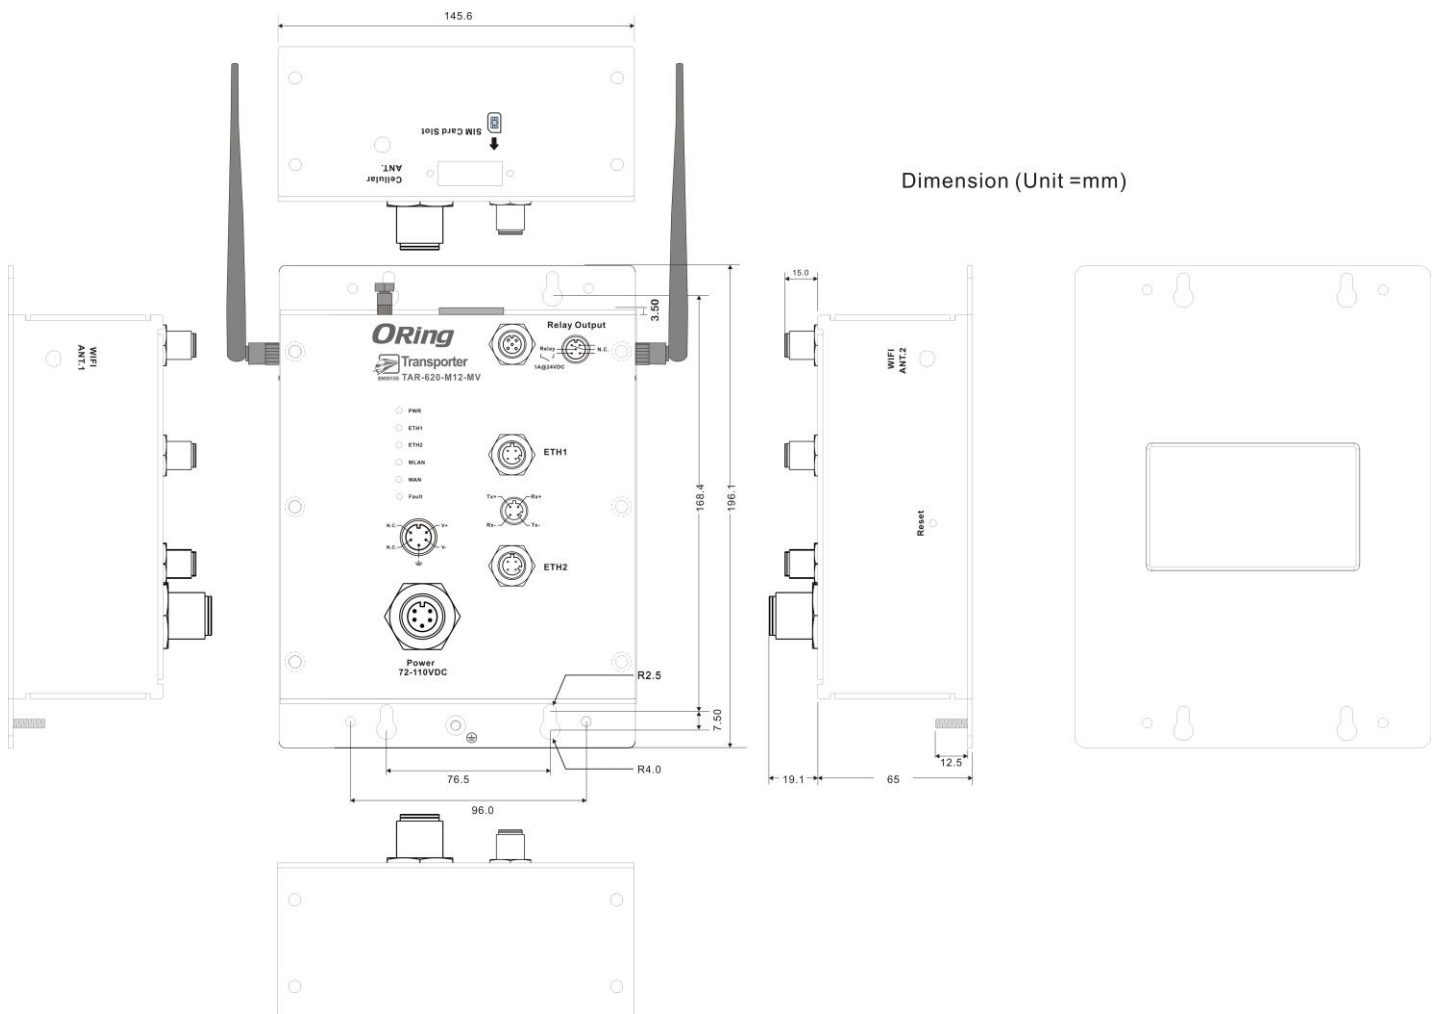 145.6
SIM Card Slot
Cellular
ANT.
Dimension (Unit =mm)
15.0
3.50
WIFI
ANT.1
ORing
Transporter
TAR-620-M12-MV
Relay Output
Relay
N.C.
1A@24VDC
WIFI
ANT.2
PWR
ETH1
ETH2
WLAN
WAN
Fault
ETH1
Tx+
Rx+
Rx-
Tx-
ETH2
N.C.
V+
N.C.
V-
Power
72-110VDC
168.4
196.1
Reset
R2.5
7.50
R4.0
76.5
96.0
12.5
19.1
65